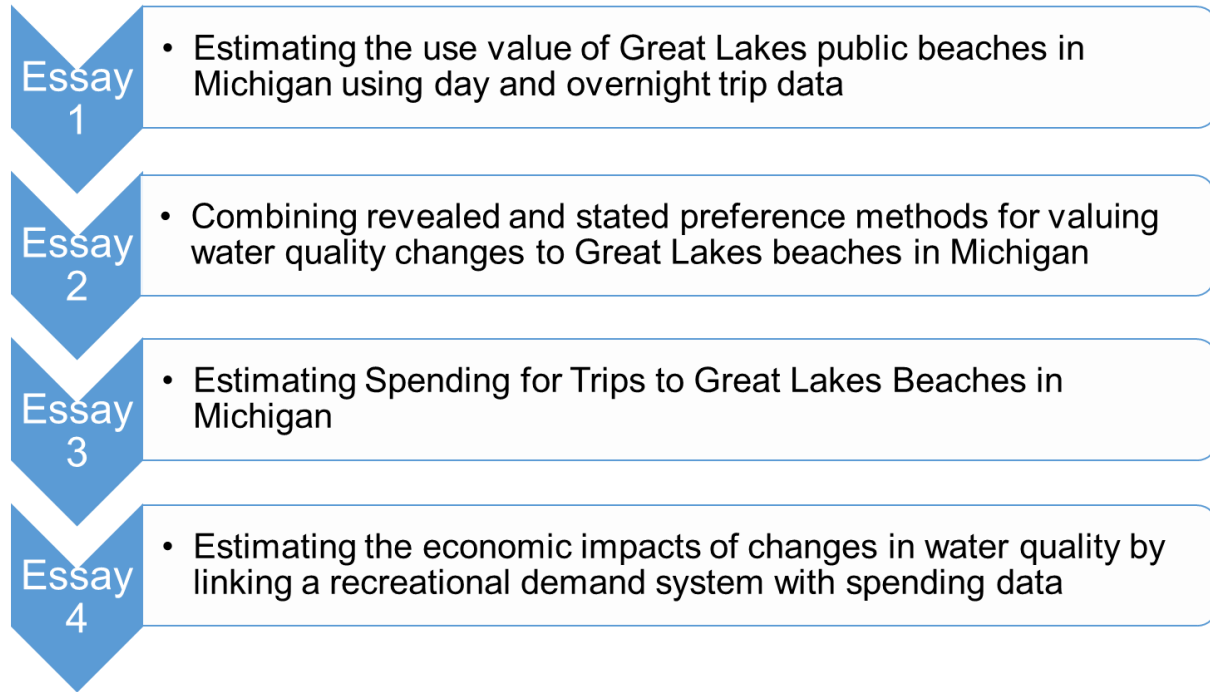 Essay
1
• Estimating the use value of Great Lakes public beaches in
Michigan using day and overnight trip data
Essay
2
• Combining revealed and stated preference methods for valuing
water quality changes to Great Lakes beaches in Michigan
Essay
3
• Estimating Spending for Trips to Great Lakes Beaches in
Michigan
Essay
4
• Estimating the economic impacts of changes in water quality by
linking a recreational demand system with spending data